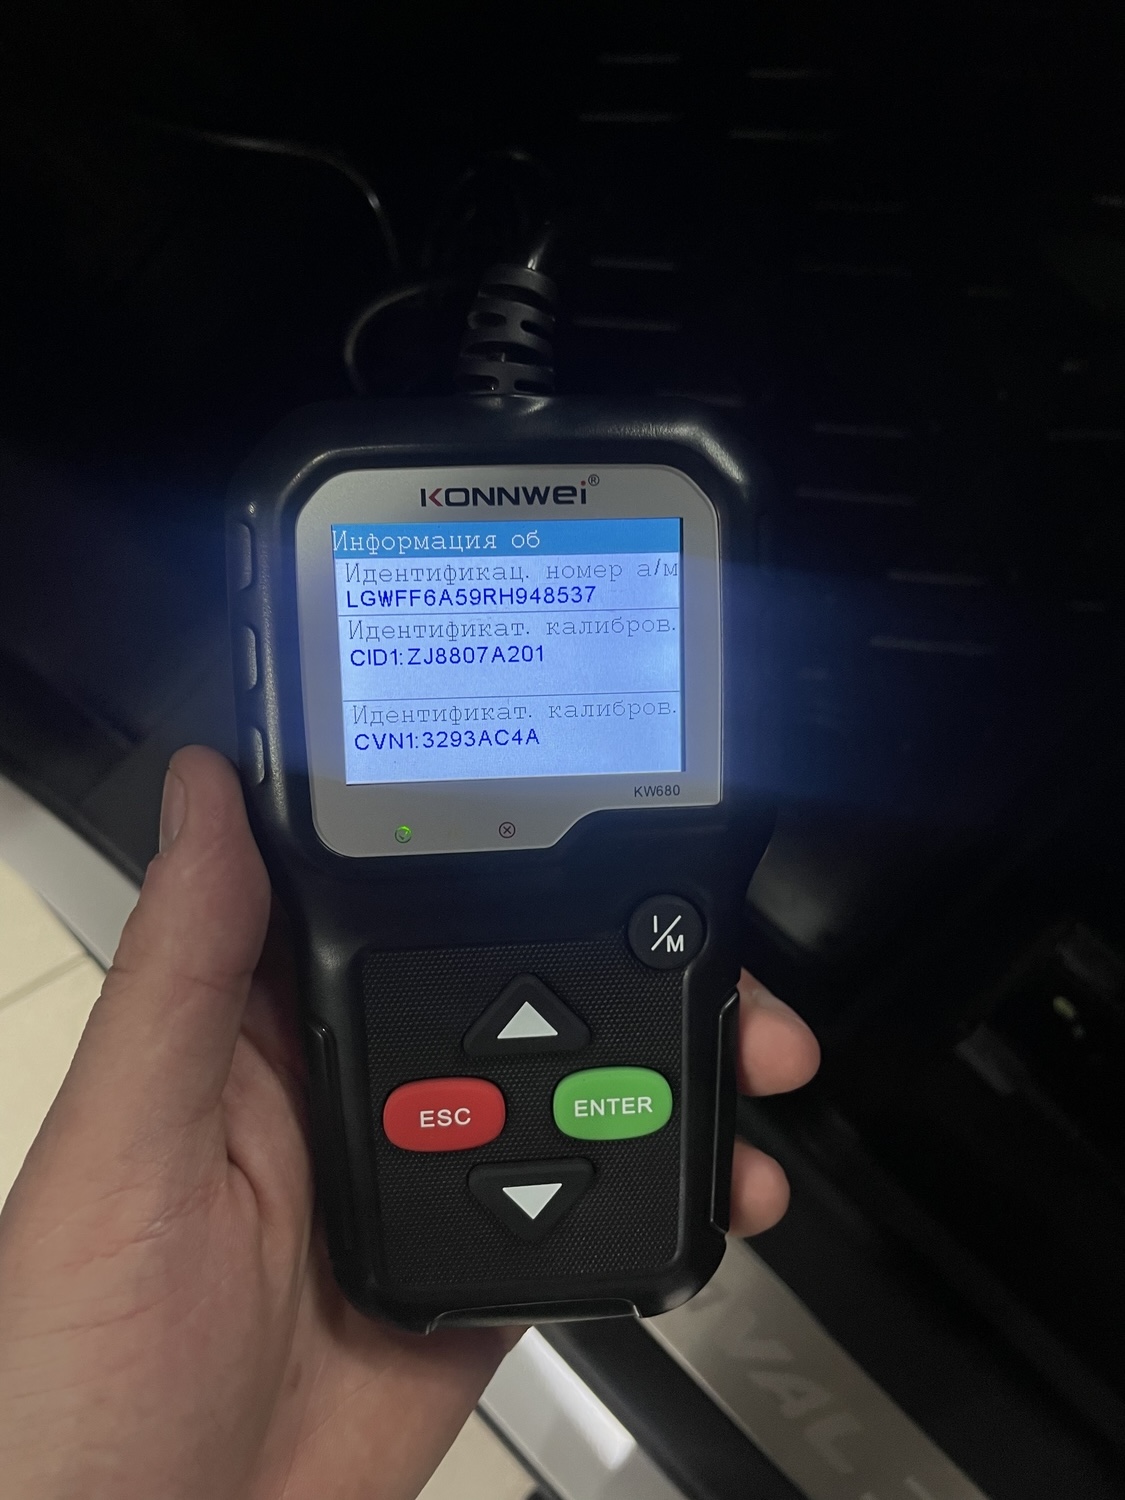 KONNWEI®
Информация об
Идентификац. номер а/м
LGWFF6A59RH948537
Идентификат. калибров.
CID1:ZJ8807A201
Идентификат. калибров.
CVN1:3293AC4A
KW680
I/M
ESC
ENTER